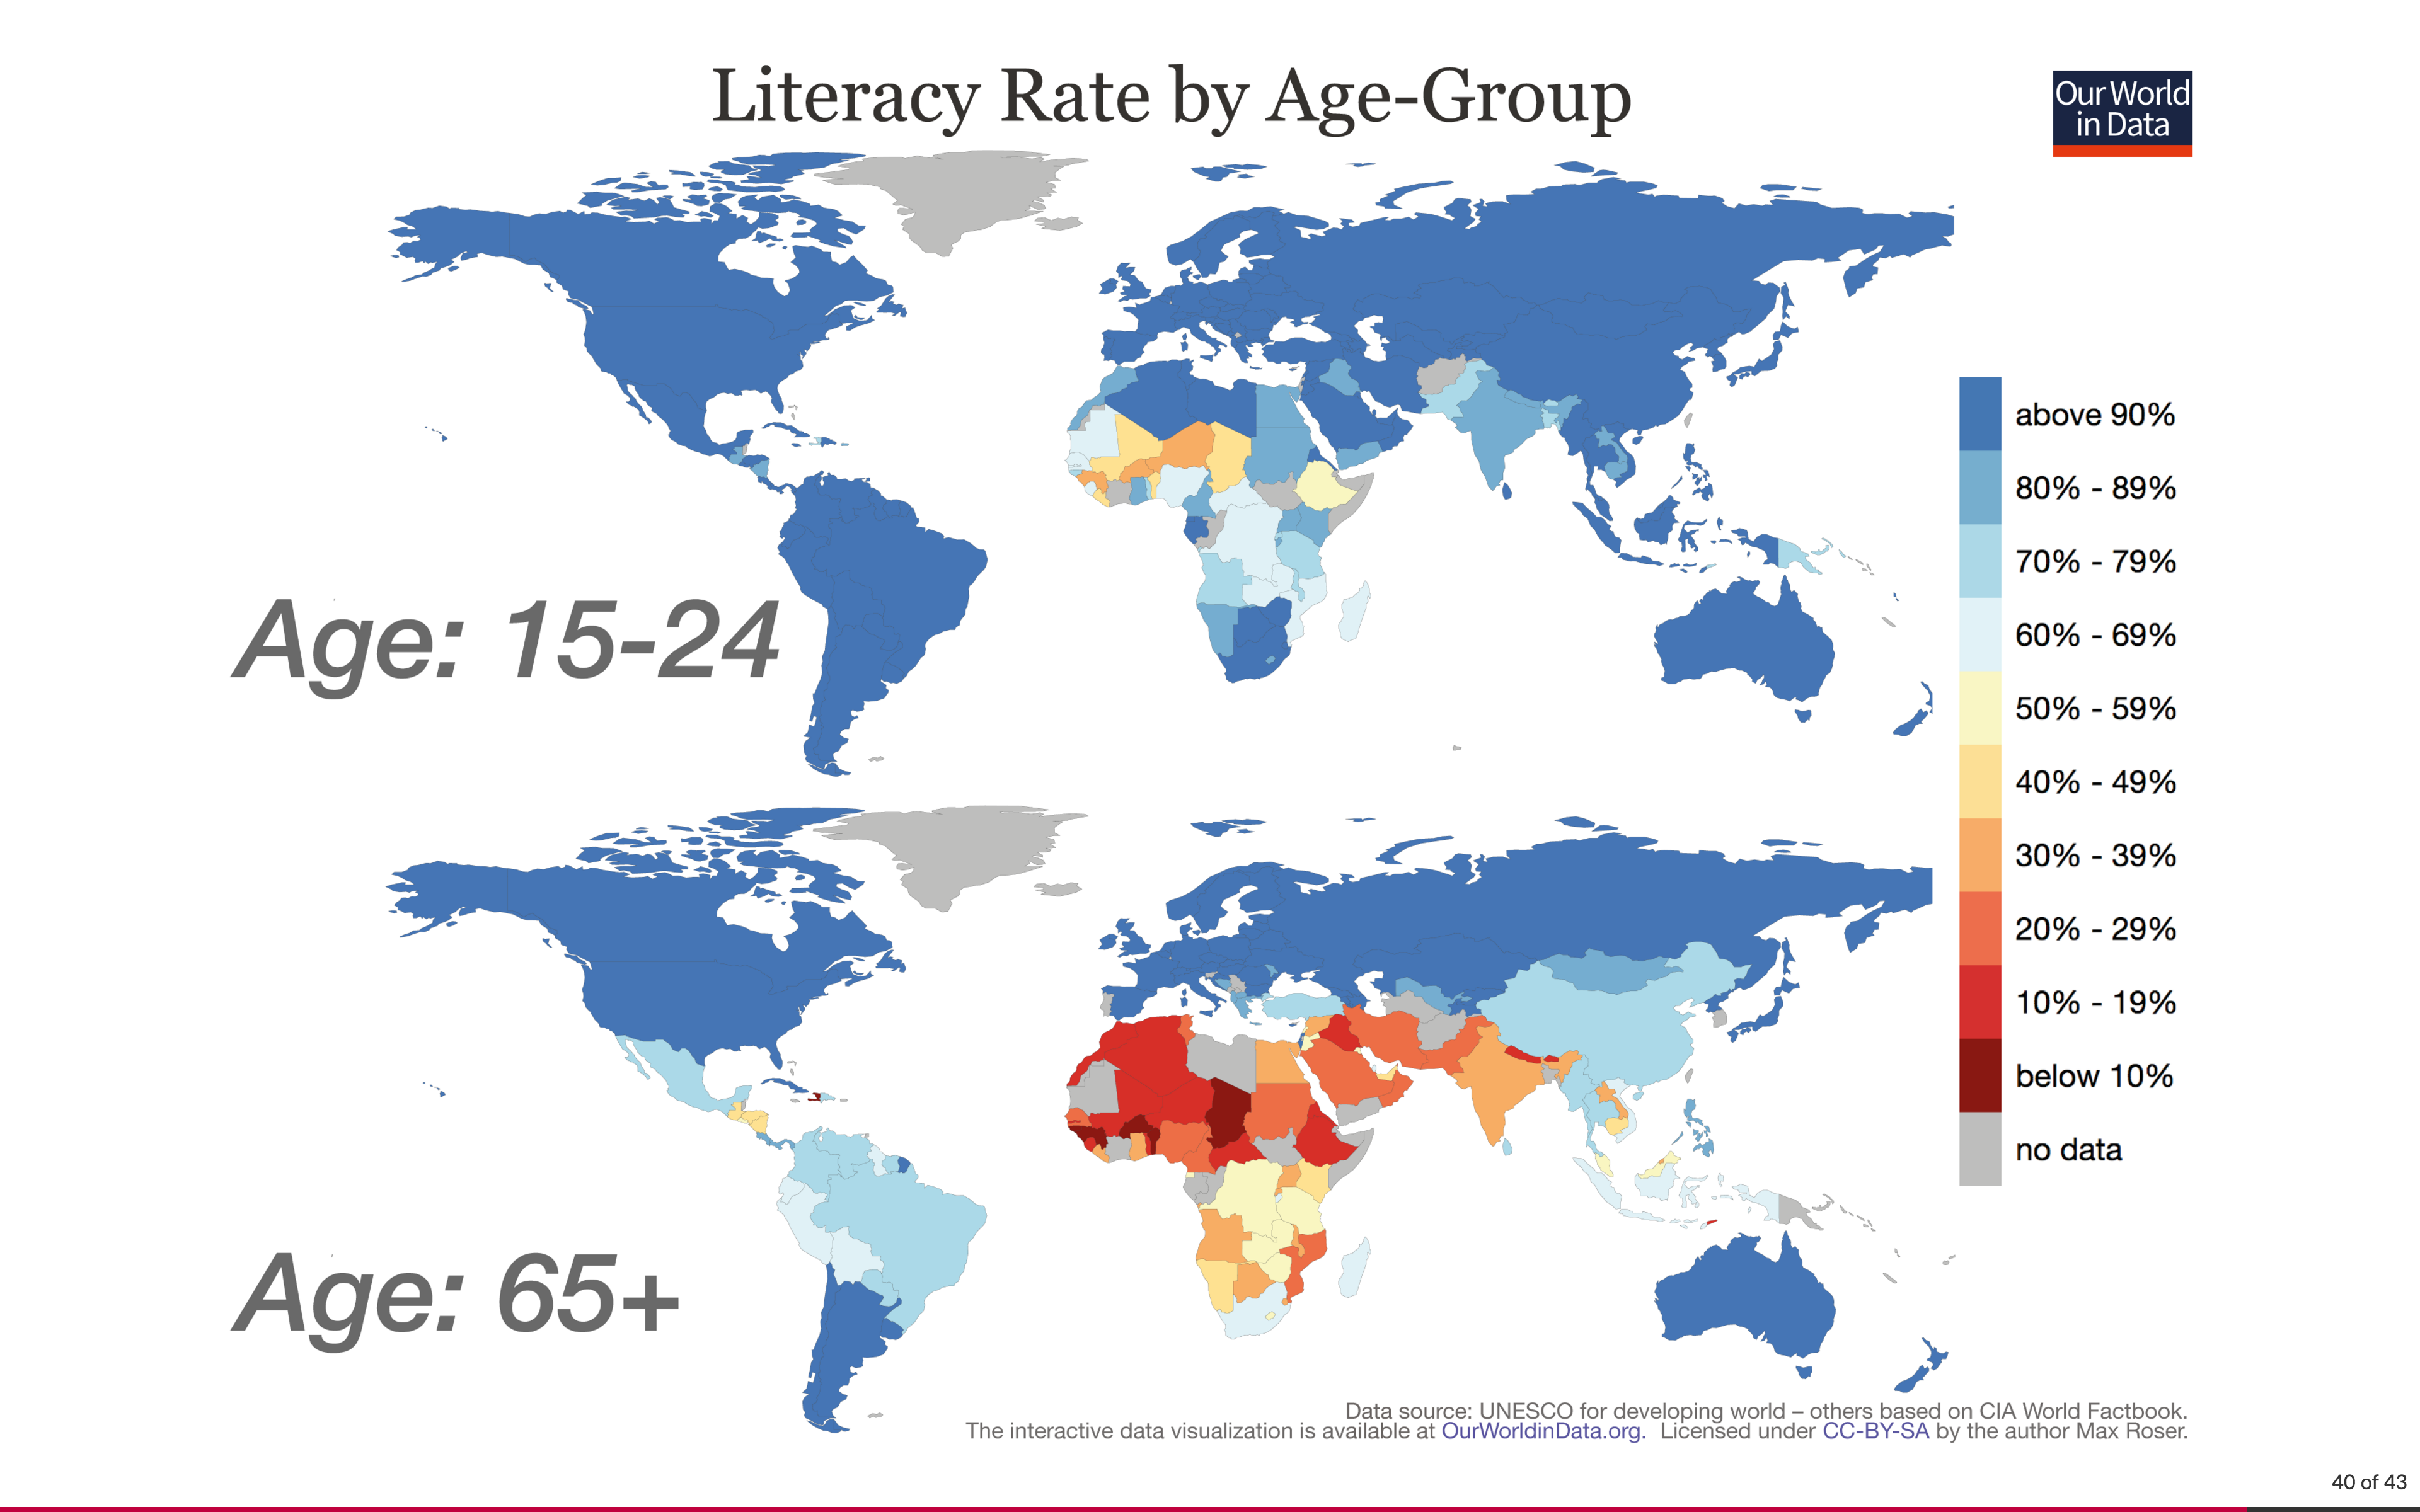 Literacy Rate by Age-Group
Our World
in Data
Age: 15-24
above 90%
80% - 89%
70% - 79%
60% - 69%
50% - 59%
40% - 49%
30% - 39%
20% - 29%
10% - 19%
below 10%
no data
Age: 65+
Data source: UNESCO for developing world – others based on CIA World Factbook.
The interactive data visualization is available at OurWorldinData.org. Licensed under CC-BY-SA by the author Max Roser.
40 of 43